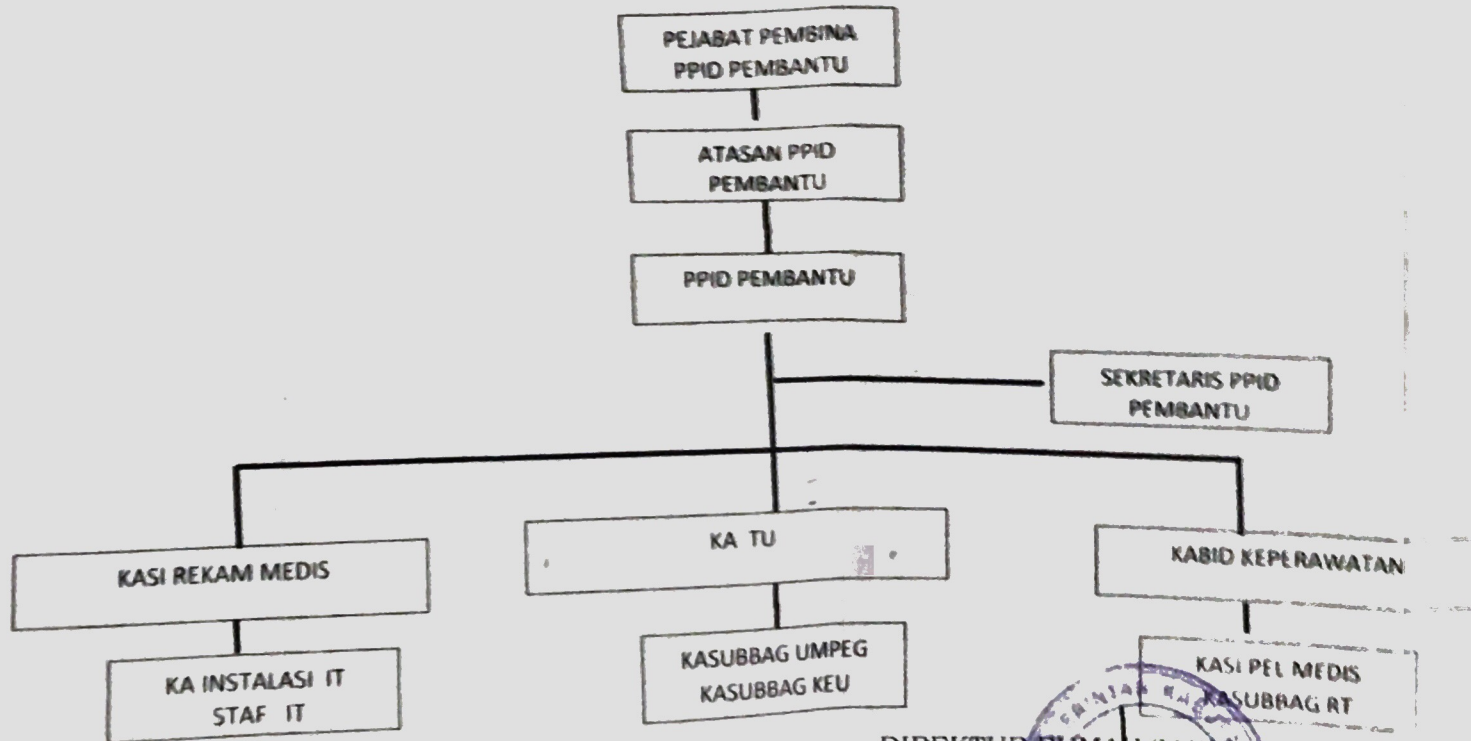 PEJABAT PEMBINA
PPID PEMBANTU
ATASAN PPID
PEMBANTU
PPID PEMBANTU
SEKRETARIS PPID
PEMBANTU
KASI REKAM MEDIS
KA TU
KABID KEPERAWATAN
KA INSTALASI IT
STAF IT
KASUBBAG UMPEG
KASUBBAG KEU
KASI PEL MEDIS
KASUBBAG RT
DIREKTUR